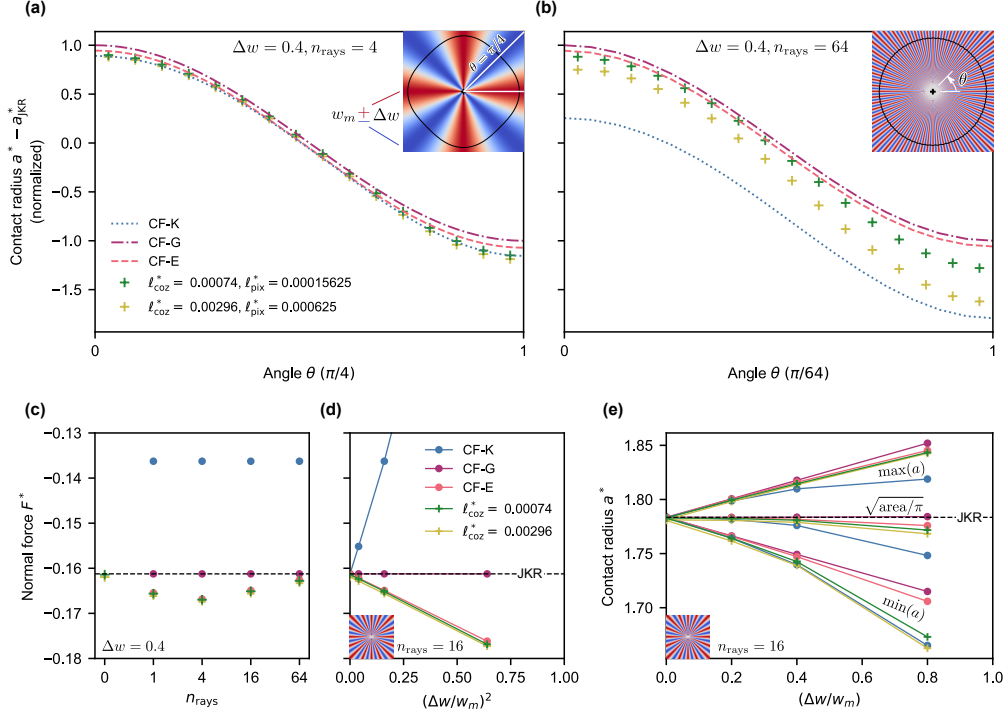 (a)
(b)
Δw = 0.4, n_rays = 4
θ = π/4
w_m ± Δw
Contact radius a* − a*_JKR
(normalized)
1.0
0.5
0.0
−0.5
−1.0
−1.5
CF-K
CF-G
CF-E
ℓ*_coz = 0.00074, ℓ*_pix = 0.00015625
ℓ*_coz = 0.00296, ℓ*_pix = 0.000625
0
1
Angle θ (π/4)
Δw = 0.4, n_rays = 64
θ
0
1
Angle θ (π/64)
(c)
(d)
(e)
Normal force F*
−0.13
−0.14
−0.15
−0.16
−0.17
−0.18
Δw = 0.4
0
1
4
16
64
n_rays
CF-K
CF-G
CF-E
ℓ*_coz = 0.00074
ℓ*_coz = 0.00296
JKR
n_rays = 16
0.00
0.25
0.50
0.75
1.00
(Δw/w_m)²
Contact radius a*
1.85
1.80
1.75
1.70
max(a)
√area/π
JKR
min(a)
n_rays = 16
0.0
0.2
0.4
0.6
0.8
1.0
(Δw/w_m)